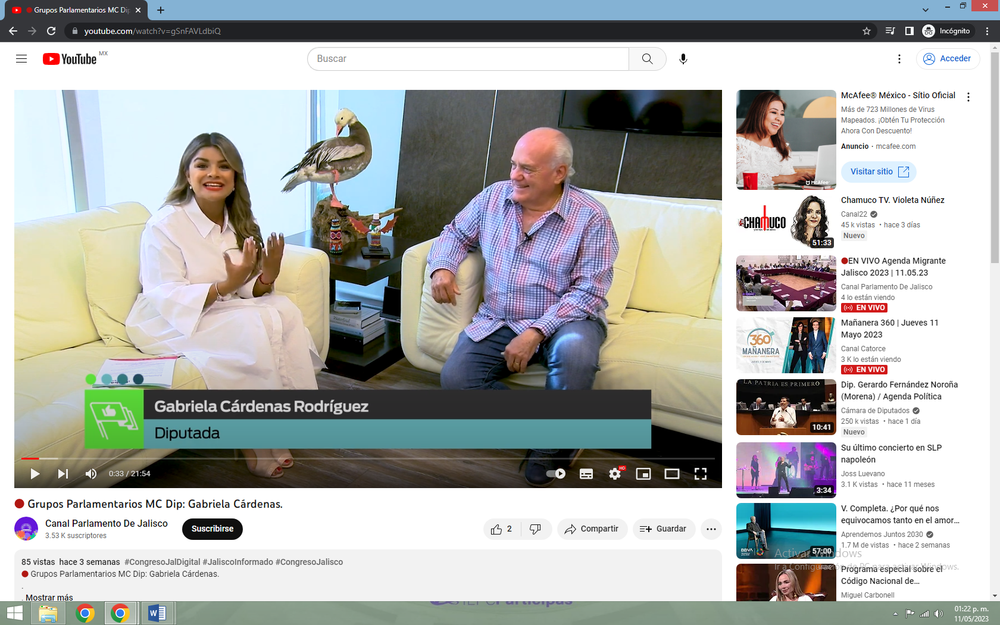 Grupos Parlamentarios MC Dip
youtube.com/watch?v=gSnFAVLdbiQ
Incógnito
YouTube MX
Buscar
Acceder
Gabriela Cárdenas Rodríguez
Diputada
0:33 / 21:54
HD
Grupos Parlamentarios MC Dip: Gabriela Cárdenas.
Canal Parlamento De Jalisco
3.53 K suscriptores
Suscribirse
2
Compartir
Guardar
85 vistas hace 3 semanas #CongresoJalDigital #JaliscoInformado #CongresoJalisco
Grupos Parlamentarios MC Dip: Gabriela Cárdenas.
.
. Mostrar más
McAfee
McAfee® México - Sítio Oficial
Más de 723 Millones de Virus
Mapeados. ¡Obtén Tu Protección
Ahora Con Descuento!
Anuncio · mcafee.com
Visitar sitio
CHAMUCO
51:33
Chamuco TV. Violeta Núñez
Canal22
45 k vistas • hace 3 días
Nuevo
EN VIVO Agenda Migrante
Jalisco 2023 | 11.05.23
Canal Parlamento De Jalisco
4 lo están viendo
EN VIVO
360
MAÑANERA
Mañanera 360 | Jueves 11
Mayo 2023
Canal Catorce
3 K lo están viendo
EN VIVO
LA PATRIA ES PRIMERO
10:41
Dip. Gerardo Fernández Noroña
(Morena) / Agenda Política
Cámara de Diputados
250 k vistas • hace 1 día
Nuevo
3:34
Su último concierto en SLP
napoleón
Joss Luevano
3.1 K vistas • hace 11 meses
BBVA
57:00
V. Completa. ¿Por qué nos
equivocamos tanto en el amor...
Aprendemos Juntos 2030
1.7 M de vistas • hace 2 semanas
Activar Windows
Ir a Configuración de PC para activar Windows.
Programa especial sobre el
Código Nacional de...
Miguel Carbonell
Participas
01:22 p. m.
11/05/2023